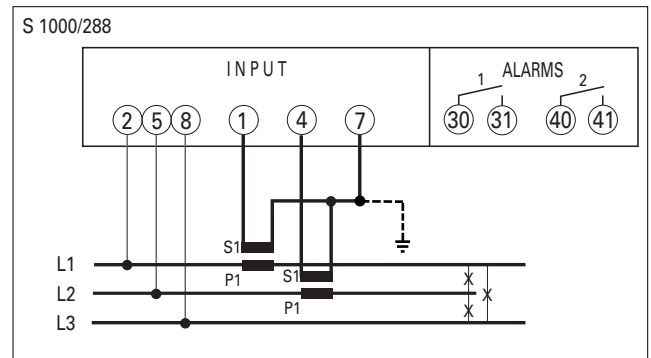 S 1000/288
INPUT
ALARMS
1 2
2 5 8 1 4 7 30 31 40 41
S1
L1
P1 S1
L2
P1
L3
X
X
X